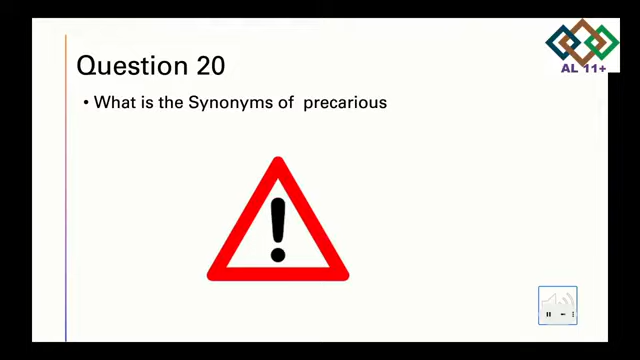 AL 11+
Question 20
• What is the Synonyms of precarious
!